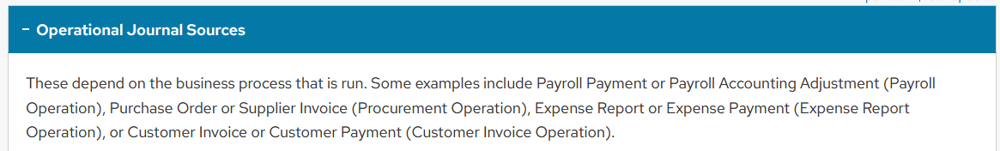 − Operational Journal Sources
These depend on the business process that is run. Some examples include Payroll Payment or Payroll Accounting Adjustment (Payroll
Operation), Purchase Order or Supplier Invoice (Procurement Operation), Expense Report or Expense Payment (Expense Report
Operation), or Customer Invoice or Customer Payment (Customer Invoice Operation).